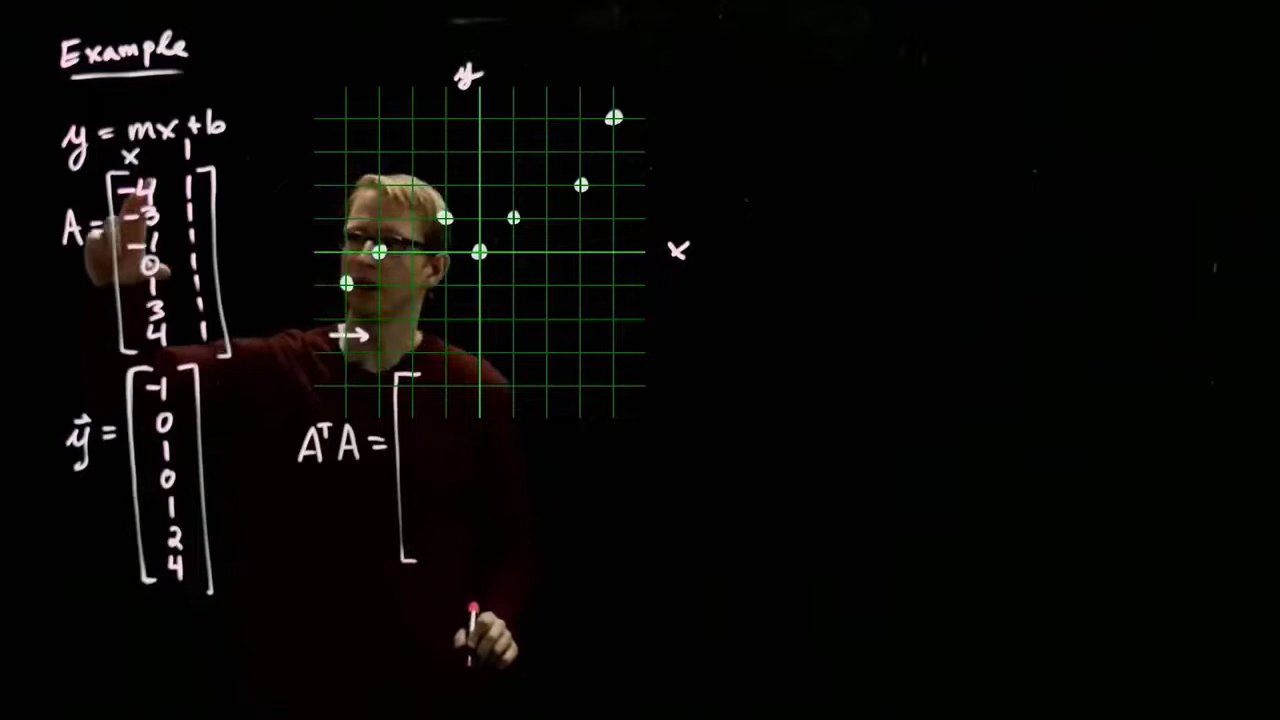 Example
y = mx + b
x 1
A = [ -4 1
-3 1
-1 1
0 1
1 1
3 1
4 1 ]
y⃗ = [ -1
0
1
0
1
2
4 ]
y
x
→
AᵀA = [